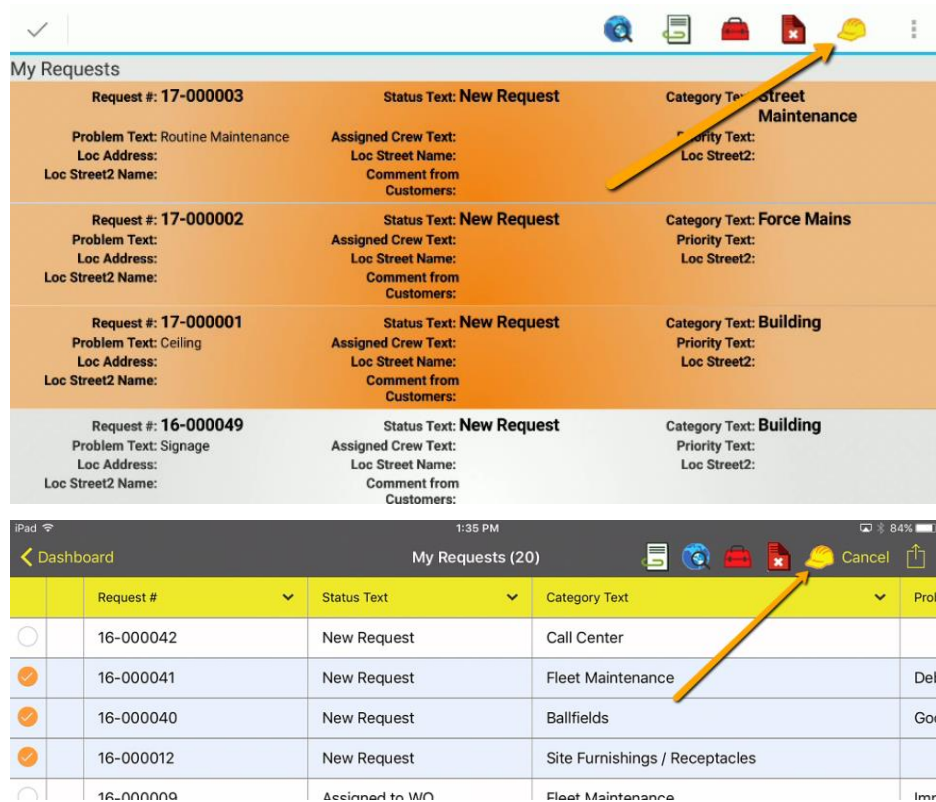 My Requests
Request #: 17-000003 Status Text: New Request Category Text: Street Maintenance
Problem Text: Routine Maintenance Assigned Crew Text: Priority Text:
Loc Address: Loc Street Name: Loc Street2:
Loc Street2 Name: Comment from Customers:
Request #: 17-000002 Status Text: New Request Category Text: Force Mains
Problem Text: Assigned Crew Text: Priority Text:
Loc Address: Loc Street Name: Loc Street2:
Loc Street2 Name: Comment from Customers:
Request #: 17-000001 Status Text: New Request Category Text: Building
Problem Text: Ceiling Assigned Crew Text: Priority Text:
Loc Address: Loc Street Name: Loc Street2:
Loc Street2 Name: Comment from Customers:
Request #: 16-000049 Status Text: New Request Category Text: Building
Problem Text: Signage Assigned Crew Text: Priority Text:
Loc Address: Loc Street Name: Loc Street2:
Loc Street2 Name: Comment from Customers:
iPad 1:35 PM 84%
Dashboard My Requests (20) Cancel
Request # Status Text Category Text
16-000042 New Request Call Center
16-000041 New Request Fleet Maintenance
16-000040 New Request Ballfields
16-000012 New Request Site Furnishings / Receptacles
16-000009 Assigned to WO Fleet Maintenance